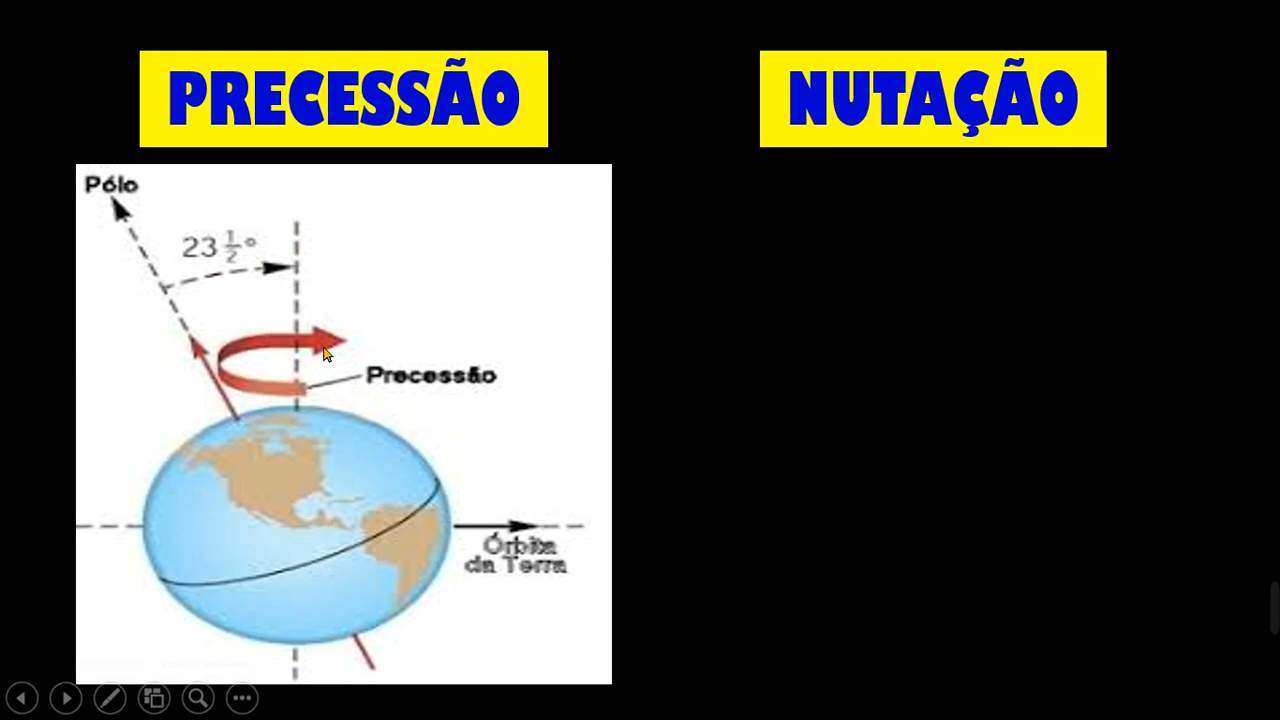 PRECESSÃO
NUTAÇÃO
Pólo
23 1/2°
Precessão
Órbita
da Terra